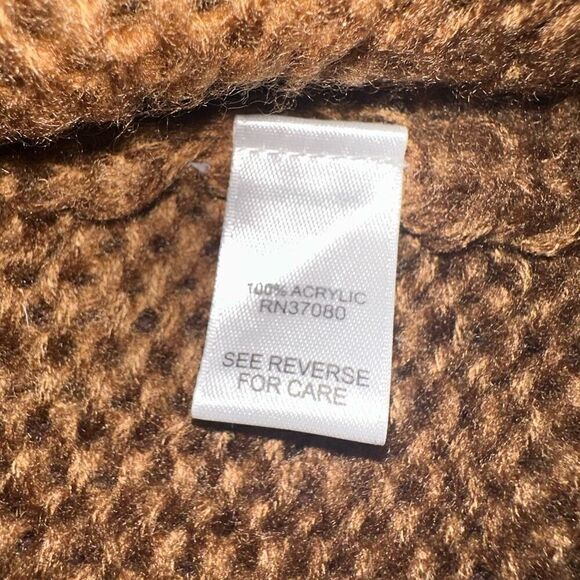 100% ACRYLIC
RN37080
SEE REVERSE
FOR CARE